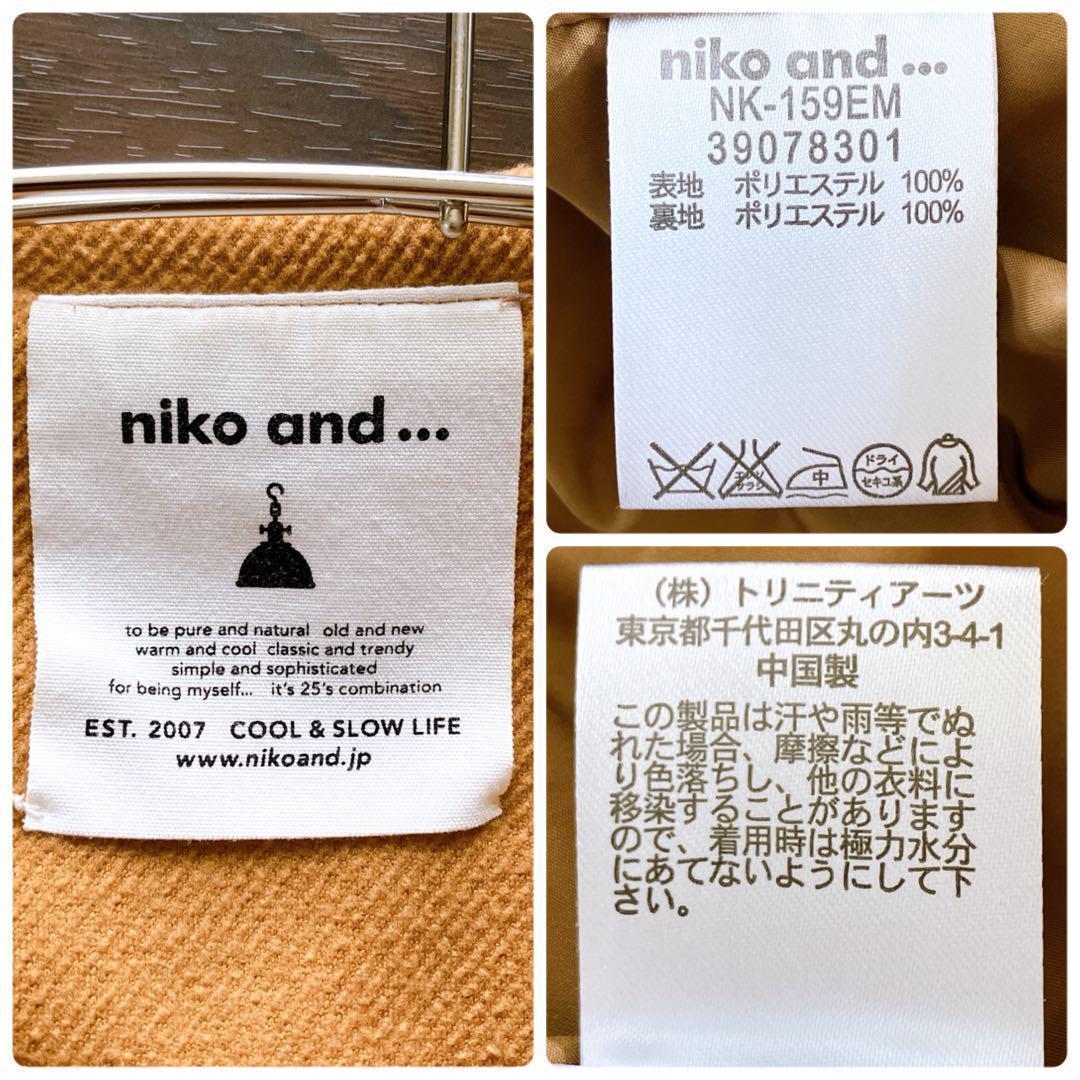 niko and ...
to be pure and natural old and new
warm and cool classic and trendy
simple and sophisticated
for being myself... it's 25's combination
EST. 2007 COOL & SLOW LIFE
www.nikoand.jp
niko and ...
NK-159EM
39078301
表地 ポリエステル 100%
裏地 ポリエステル 100%
エンソ
サラシ
中
ドライ
セキユ系
(株)トリニティアーツ
東京都千代田区丸の内3-4-1
中国製
この製品は汗や雨等でぬ
れた場合、摩擦などによ
り色落ちし、他の衣料に
移染することがあります
ので、着用時は極力水分
にあてないようにして下
さい。